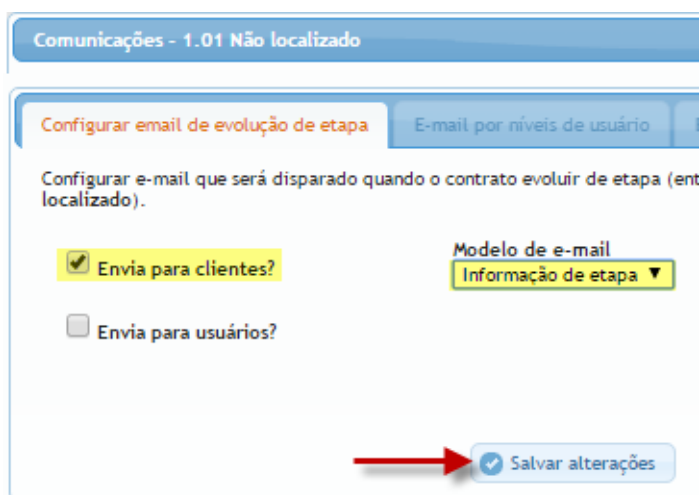 Comunicações - 1.01 Não localizado
Configurar email de evolução de etapa
E-mail por níveis de usuário
Configurar e-mail que será disparado quando o contrato evoluir de etapa (ent
localizado).
Envia para clientes?
Modelo de e-mail
Informação de etapa ▼
Envia para usuários?
Salvar alterações